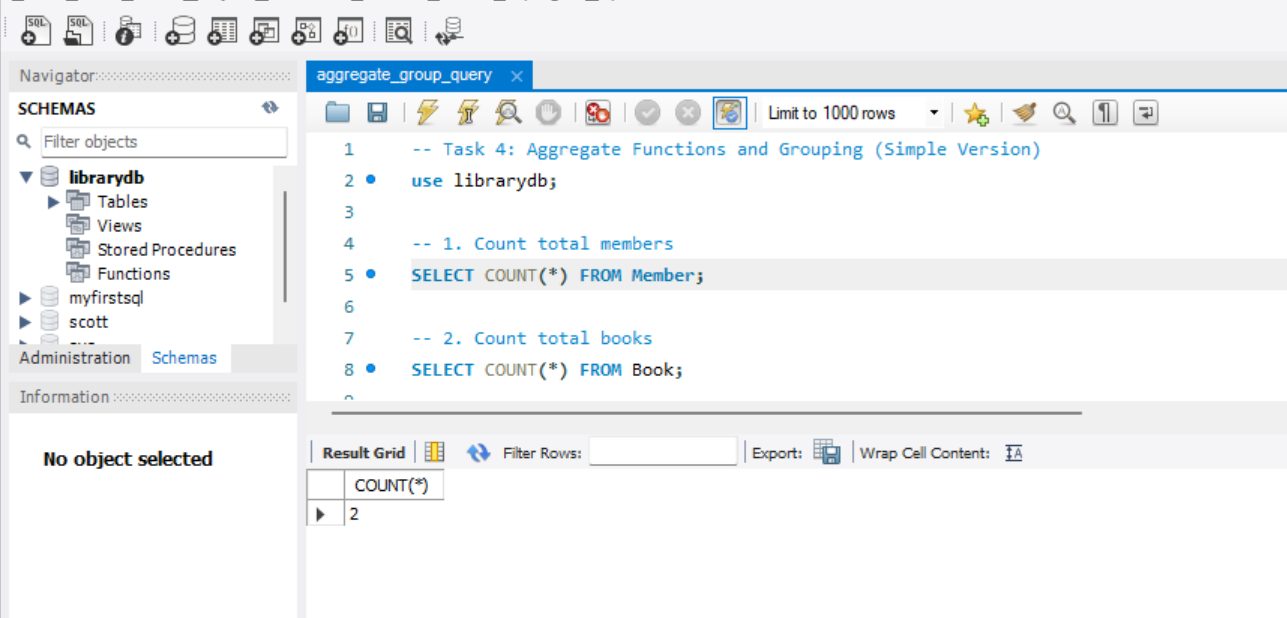 SQL SQL
Navigator
SCHEMAS
Filter objects
librarydb
Tables
Views
Stored Procedures
Functions
myfirstsql
scott
Administration Schemas
Information
No object selected
aggregate_group_query
Limit to 1000 rows
1 -- Task 4: Aggregate Functions and Grouping (Simple Version)
2 use librarydb;
3
4 -- 1. Count total members
5 SELECT COUNT(*) FROM Member;
6
7 -- 2. Count total books
8 SELECT COUNT(*) FROM Book;
Result Grid Filter Rows: Export: Wrap Cell Content:
COUNT(*)
2